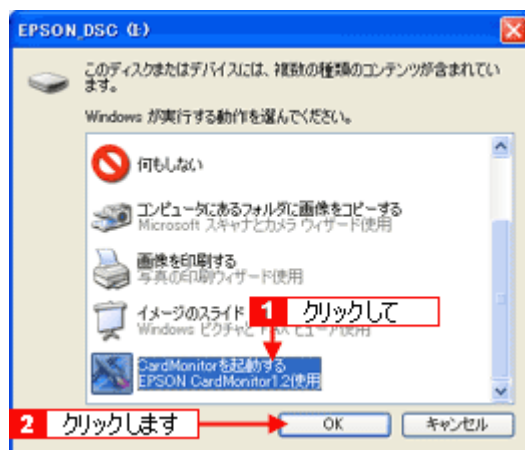 EPSON_DSC (I:)
このディスクまたはデバイスには、複数の種類のコンテンツが含まれてい
ます。
Windows が実行する動作を選んでください。
何もしない
コンピュータにあるフォルダに画像をコピーする
Microsoft スキャナとカメラ ウィザード使用
画像を印刷する
写真の印刷ウィザード使用
イメージのスライド
1 クリックして
Windows ピクチャと FAX ビューア使用
CardMonitorを起動する
EPSON CardMonitor1.2使用
2 クリックします
OK
キャンセル